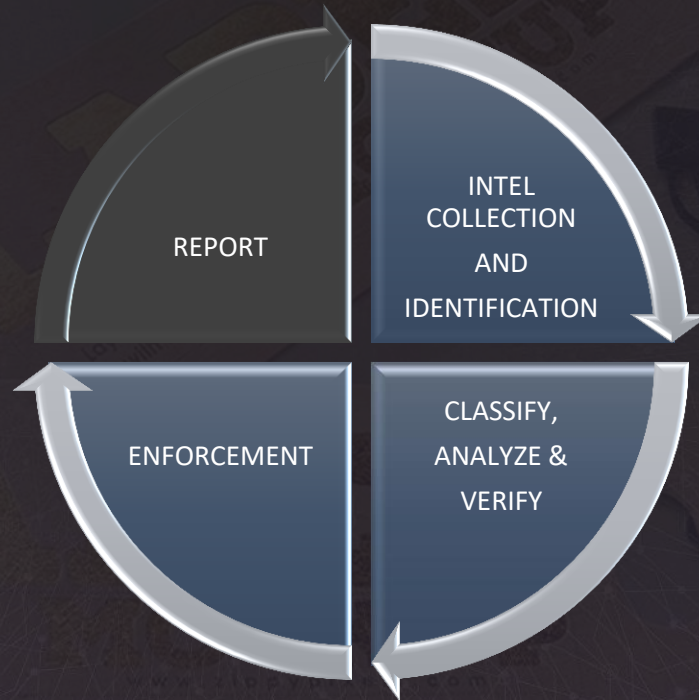 REPORT
INTEL
COLLECTION
AND
IDENTIFICATION
ENFORCEMENT
CLASSIFY,
ANALYZE &
VERIFY